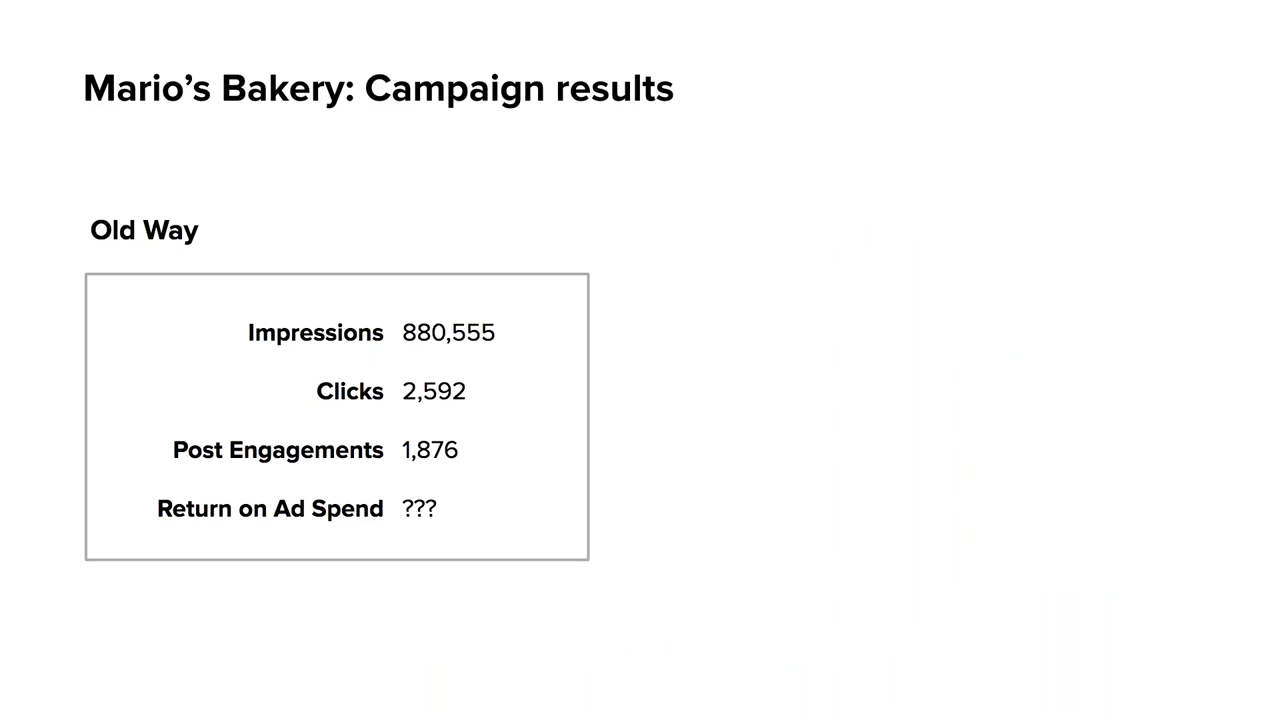 Mario’s Bakery: Campaign results
Old Way
Impressions 880,555
Clicks 2,592
Post Engagements 1,876
Return on Ad Spend ???